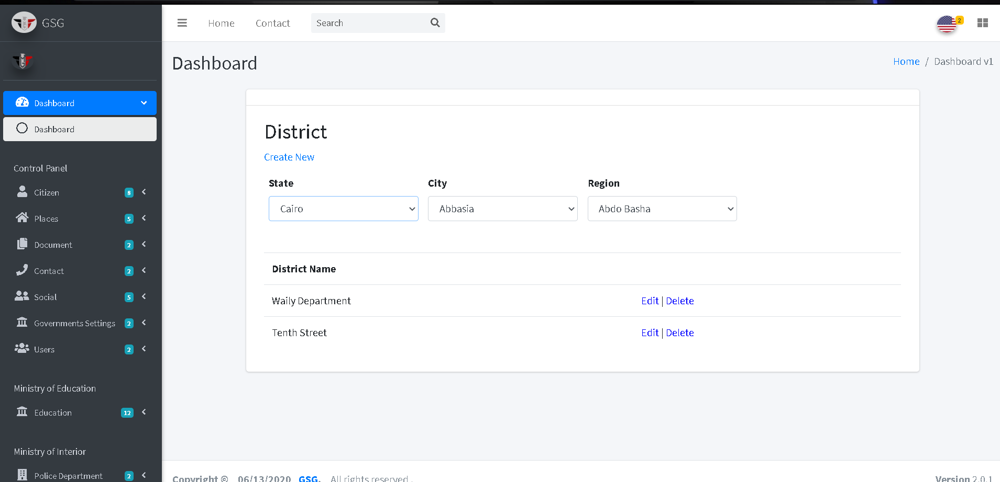 GSG
Home
Contact
Search
2
Dashboard
Home / Dashboard v1
Dashboard
Dashboard
Control Panel
Citizen 8
Places 5
Document 2
Contact 2
Social 5
Governments Settings 2
Users 2
Ministry of Education
Education 12
Ministry of Interior
Police Department 2
District
Create New
State
City
Region
Cairo
Abbasia
Abdo Basha
District Name
Waily Department
Edit | Delete
Tenth Street
Edit | Delete
Copyright © 06/13/2020 GSG. All rights reserved .
Version 2.0.1